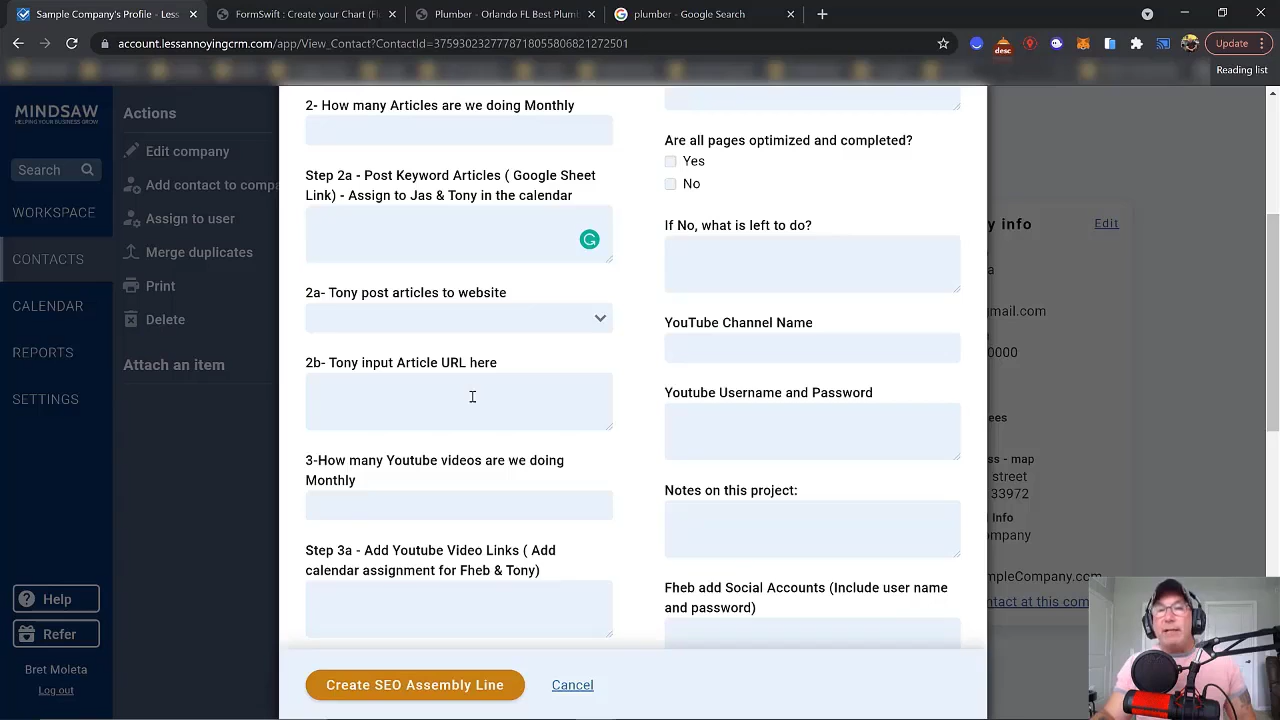 Sample Company's Profile - Less
FormSwift : Create your Chart (Fl
Plumber - Orlando FL Best Plumb
plumber - Google Search
account.lessannoyingcrm.com/app/View_Contact?ContactId=37593023277787180558068212725​01
desc
Update
Reading list
MINDSAW
HELPING YOUR BUSINESS GROW
Search
WORKSPACE
CONTACTS
CALENDAR
REPORTS
SETTINGS
Help
Refer
Bret Moleta
Log out
Actions
Edit company
Add contact to compa
Assign to user
Merge duplicates
Print
Delete
Attach an item
2- How many Articles are we doing Monthly
Step 2a - Post Keyword Articles ( Google Sheet
Link) - Assign to Jas & Tony in the calendar
2a- Tony post articles to website
2b- Tony input Article URL here
3-How many Youtube videos are we doing
Monthly
Step 3a - Add Youtube Video Links ( Add
calendar assignment for Fheb & Tony)
Are all pages optimized and completed?
Yes
No
If No, what is left to do?
YouTube Channel Name
Youtube Username and Password
Notes on this project:
Fheb add Social Accounts (Include user name
and password)
Create SEO Assembly Line
Cancel
y info
Edit
a
gmail.com
0000
ees
ss - map
street
33972
Info
ompany
mpleCompany.com
ntact at this com